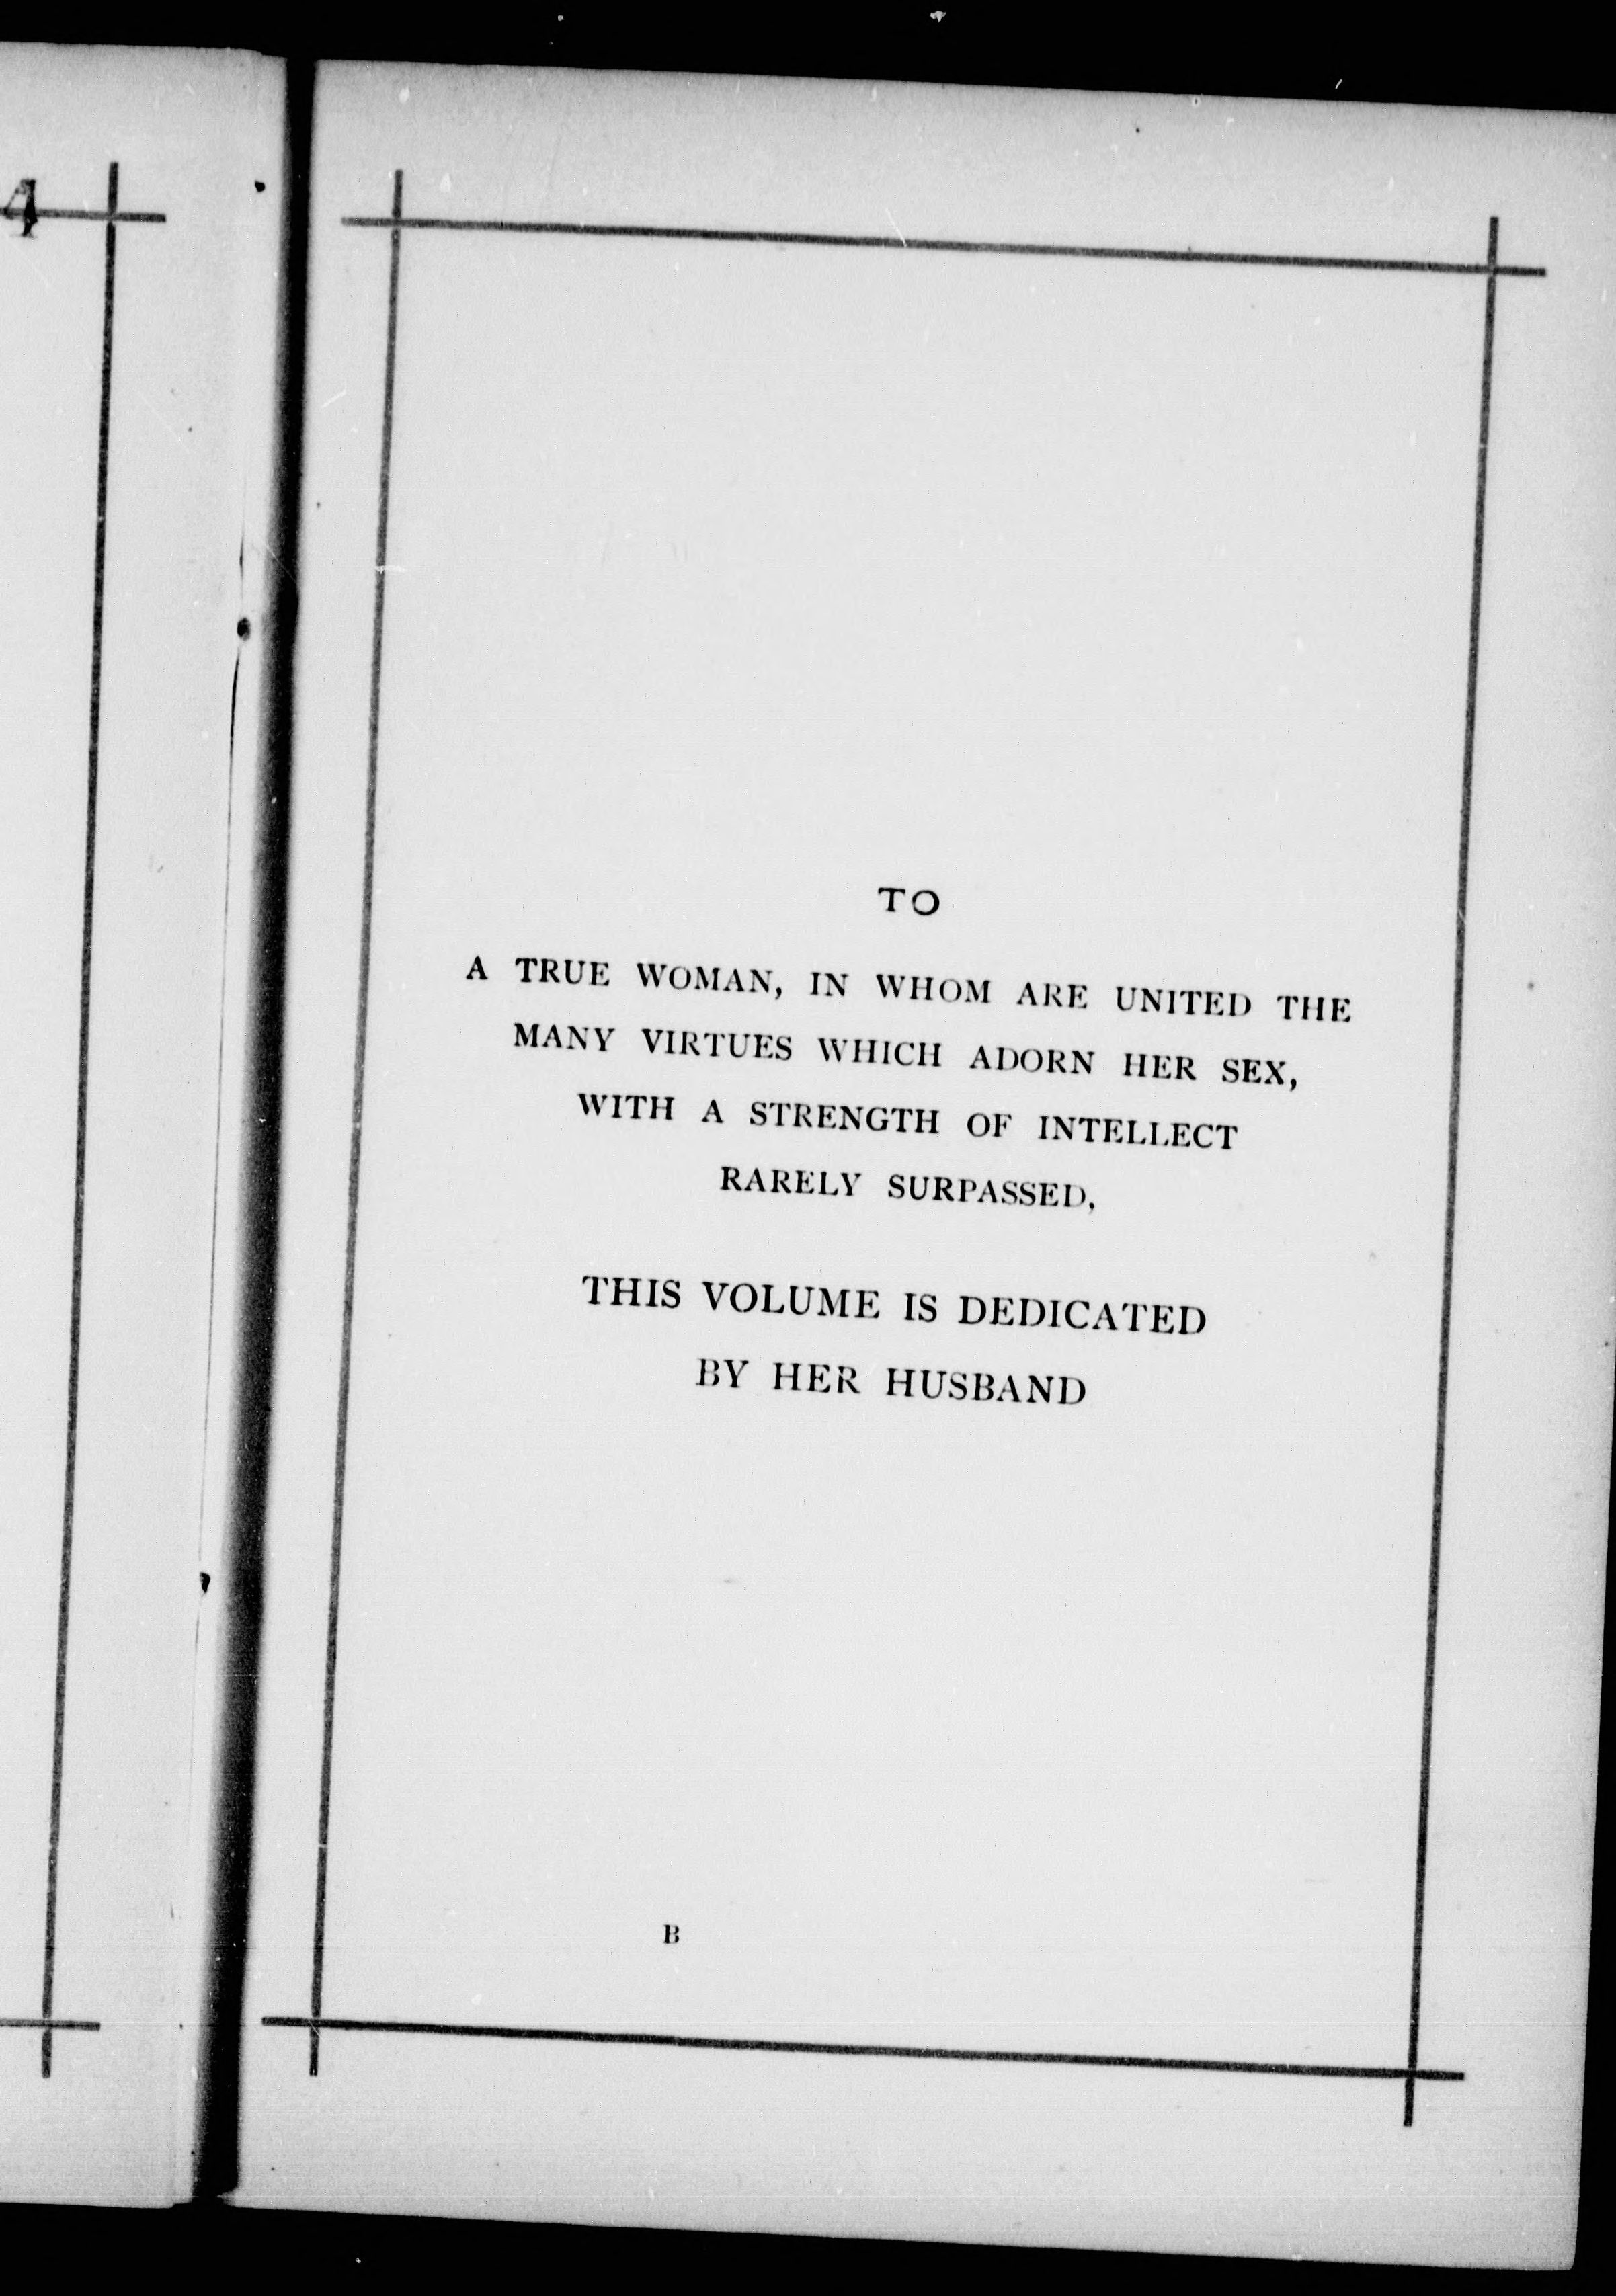 4
TO
A TRUE WOMAN, IN WHOM ARE UNITED THE
MANY VIRTUES WHICH ADORN HER SEX,
WITH A STRENGTH OF INTELLECT
RARELY SURPASSED,
THIS VOLUME IS DEDICATED
BY HER HUSBAND
B